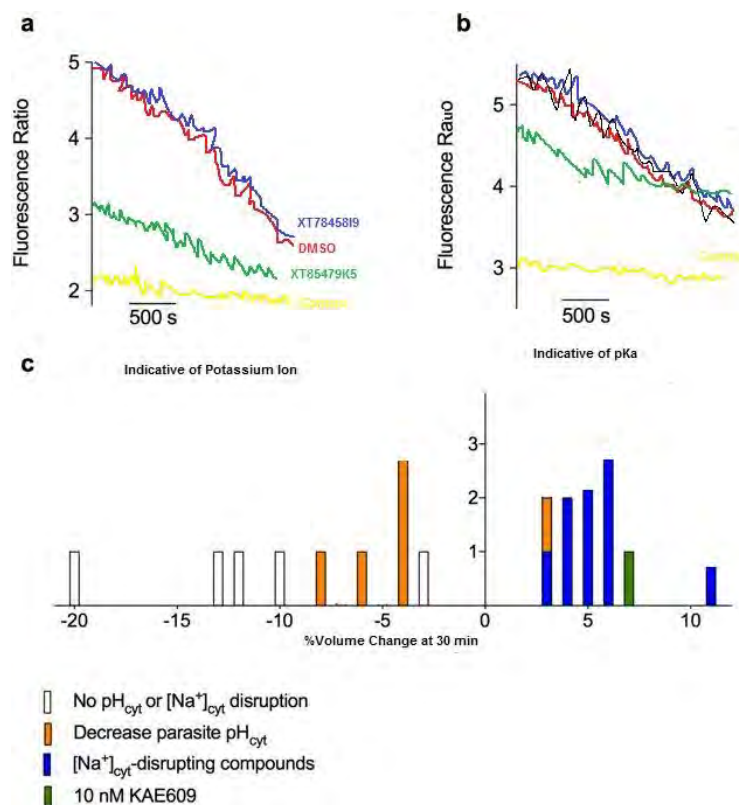 a
b
5
4
3
2
Fluorescence Ratio
XT78458I9
DMSO
XT85479K5
500 s
5
4
3
Fluorescence Rauo
500 s
Indicative of Potassium Ion
Indicative of pKa
c
3
2
1
-20
-15
-10
-5
0
5
10
%Volume Change at 30 min
No pHcyt or [Na+]cyt disruption
Decrease parasite pHcyt
[Na+]cyt-disrupting compounds
10 nM KAE609